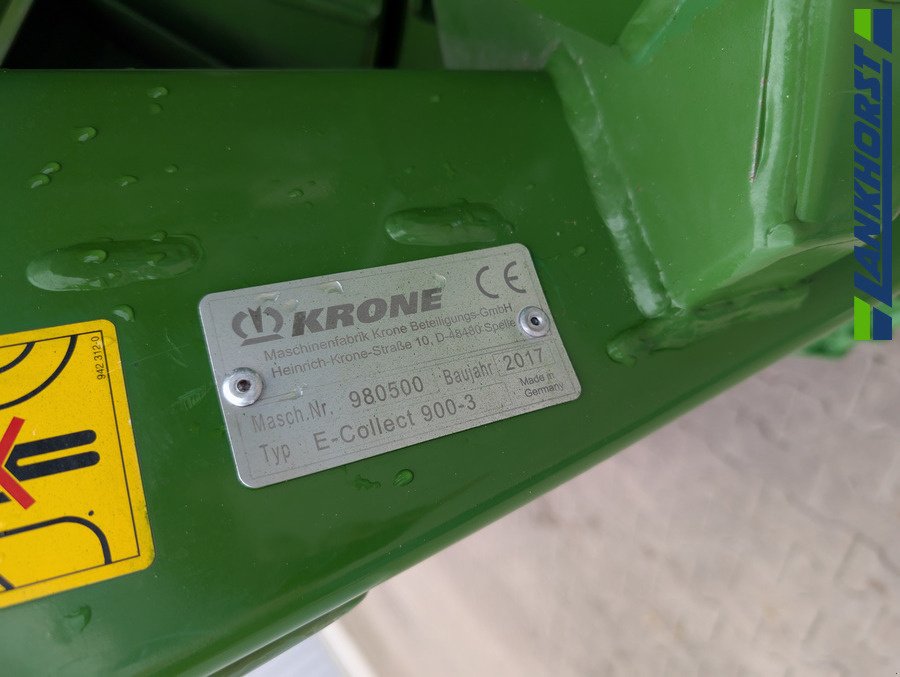 KRONE
CE
Maschinenfabrik Krone Beteiligungs-GmbH
Heinrich-Krone-Straße 10, D-48480 Spelle
Masch.Nr. 980500 Baujahr 2017
Typ E-Collect 900-3
Made in
Germany
942 312-0
LANKHORST